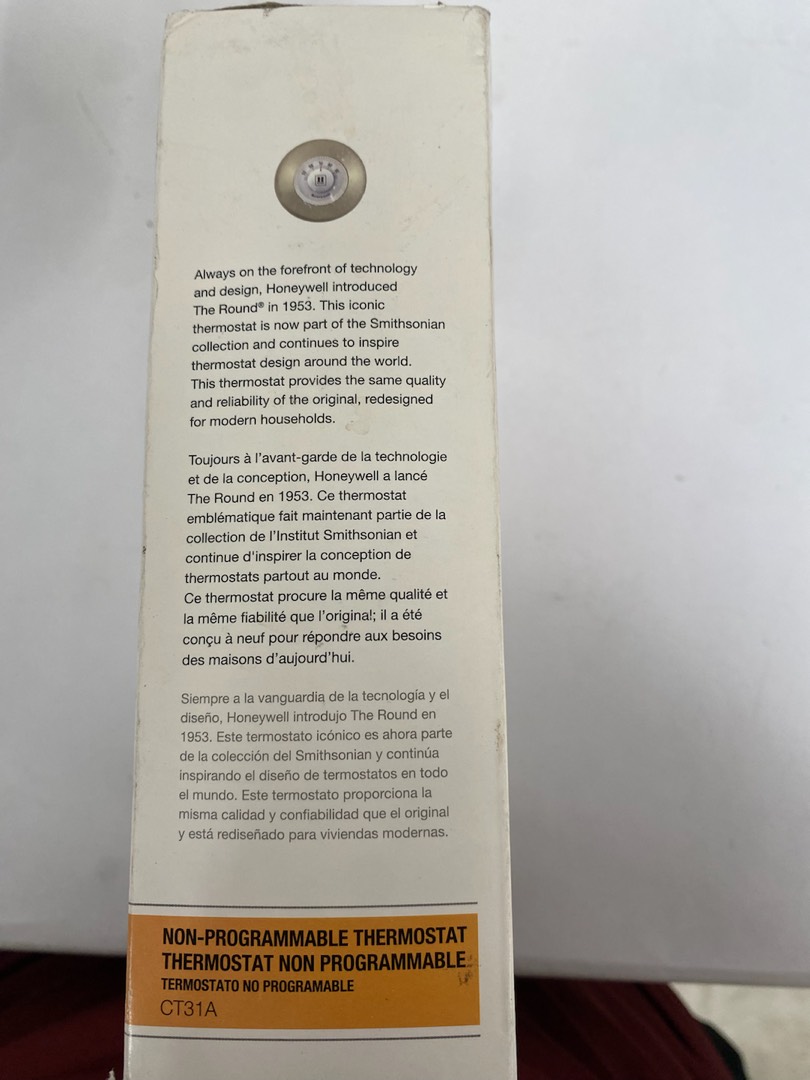 Always on the forefront of technology
and design, Honeywell introduced
The Round® in 1953. This iconic
thermostat is now part of the Smithsonian
collection and continues to inspire
thermostat design around the world.
This thermostat provides the same quality
and reliability of the original, redesigned
for modern households.
Toujours à l'avant-garde de la technologie
et de la conception, Honeywell a lancé
The Round en 1953. Ce thermostat
emblématique fait maintenant partie de la
collection de l'Institut Smithsonian et
continue d'inspirer la conception de
thermostats partout au monde.
Ce thermostat procure la même qualité et
la même fiabilité que l'original; il a été
conçu à neuf pour répondre aux besoins
des maisons d'aujourd'hui.
Siempre a la vanguardia de la tecnología y el
diseño, Honeywell introdujo The Round en
1953. Este termostato icónico es ahora parte
de la colección del Smithsonian y continúa
inspirando el diseño de termostatos en todo
el mundo. Este termostato proporciona la
misma calidad y confiabilidad que el original
y está rediseñado para viviendas modernas.
NON-PROGRAMMABLE THERMOSTAT
THERMOSTAT NON PROGRAMMABLE
TERMOSTATO NO PROGRAMABLE
CT31A